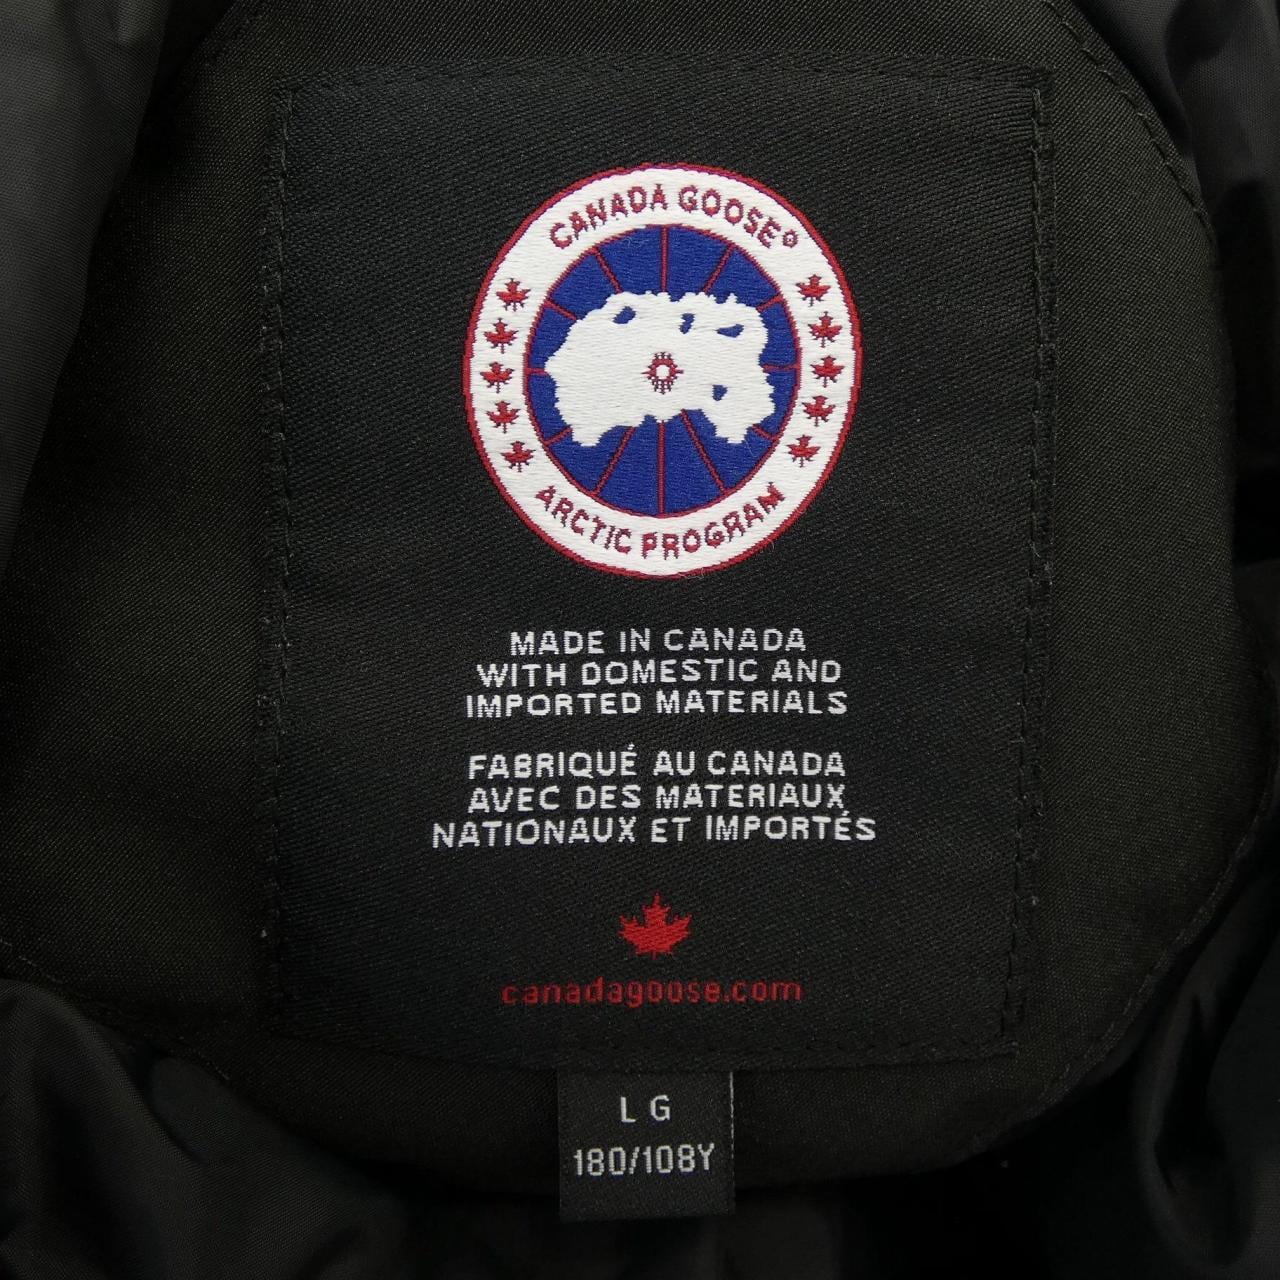 CANADA GOOSE®
ARCTIC PROGRAM
MADE IN CANADA
WITH DOMESTIC AND
IMPORTED MATERIALS
FABRIQUÉ AU CANADA
AVEC DES MATERIAUX
NATIONAUX ET IMPORTÉS
canadagoose.com
LG
180/108Y